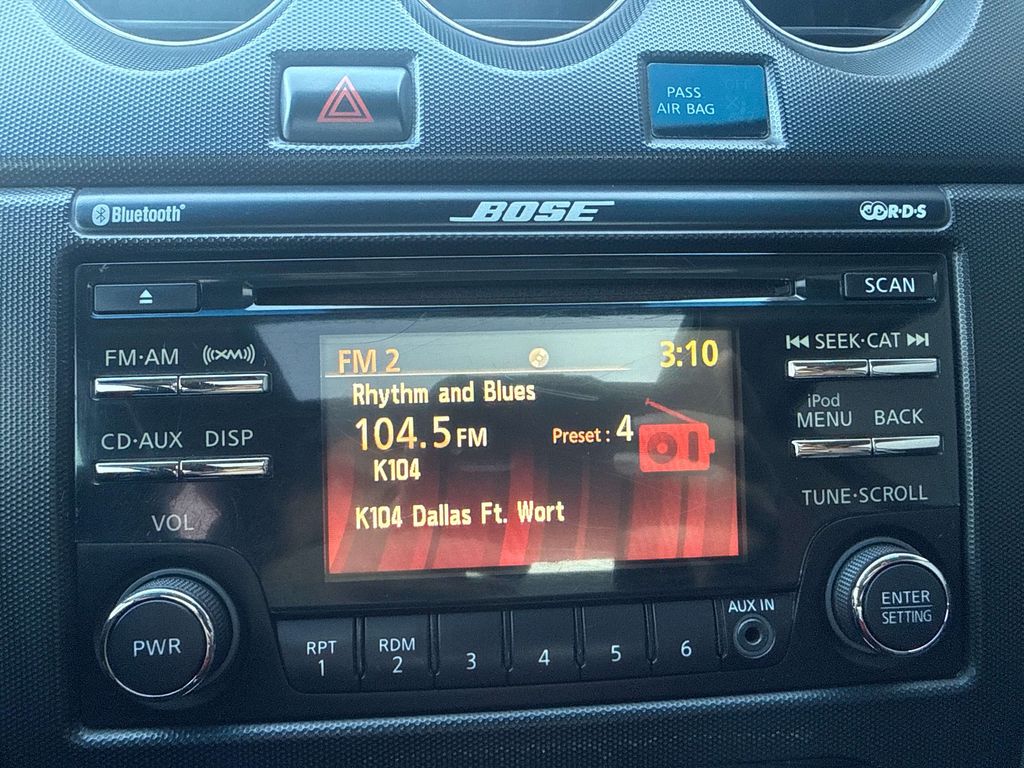 PASS
AIR BAG
Bluetooth®
BOSE
R·D·S
SCAN
FM·AM
((XM))
SEEK·CAT
CD·AUX
DISP
iPod
MENU
BACK
TUNE·SCROLL
VOL
FM 2
3:10
Rhythm and Blues
104.5 FM
Preset : 4
K104
K104 Dallas Ft. Wort
PWR
RPT
1
RDM
2
3
4
5
6
AUX IN
ENTER
SETTING